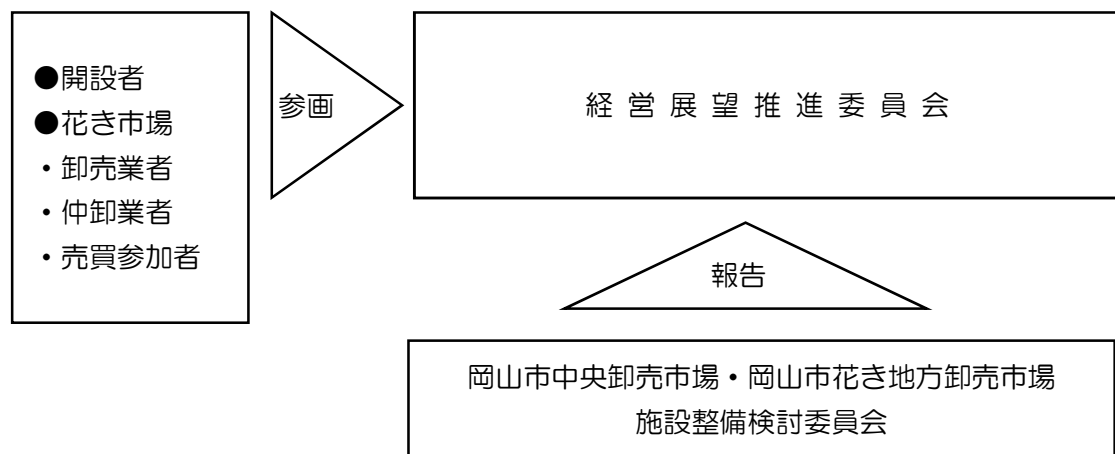 ●開設者
●花き市場
・卸売業者
・仲卸業者
・売買参加者
参画
経営展望推進委員会
報告
岡山市中央卸売市場・岡山市花き地方卸売市場
施設整備検討委員会